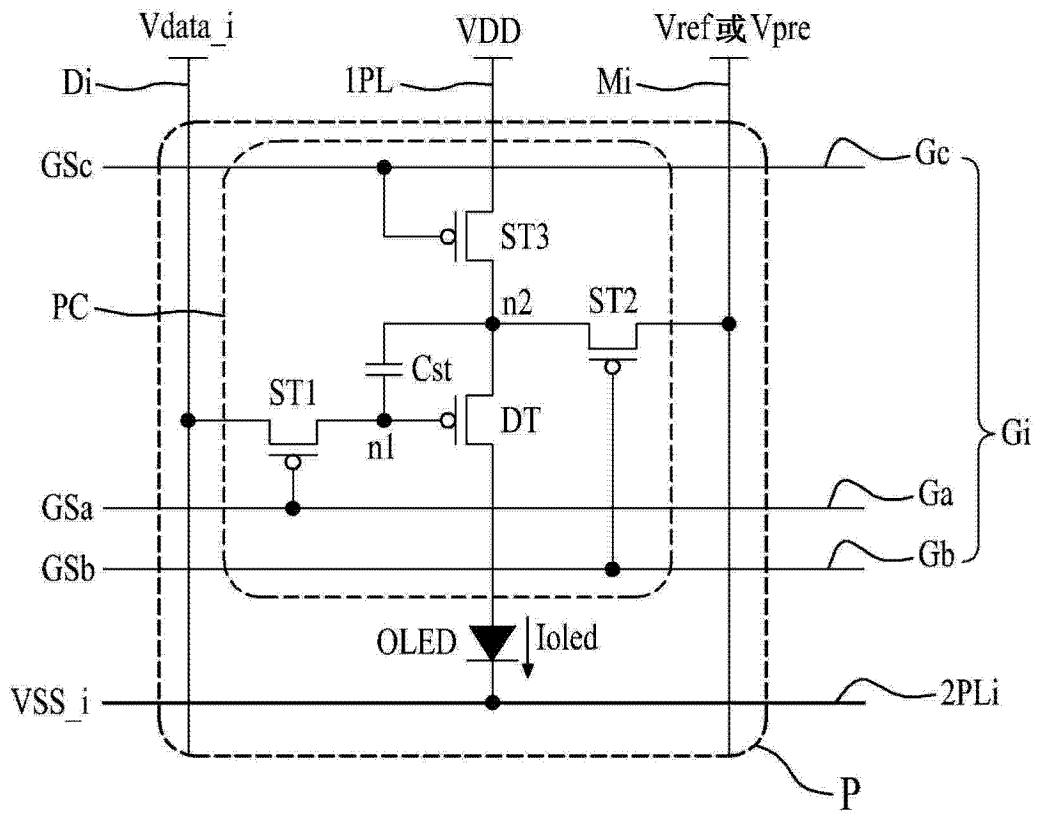 Vdata_i
VDD
Vref或Vpre
Di
1PL
Mi
GSc
Gc
ST3
PC
n2
ST2
Cst
ST1
DT
n1
Gi
GSa
Ga
GSb
Gb
OLED
Ioled
VSS_i
2PLi
P